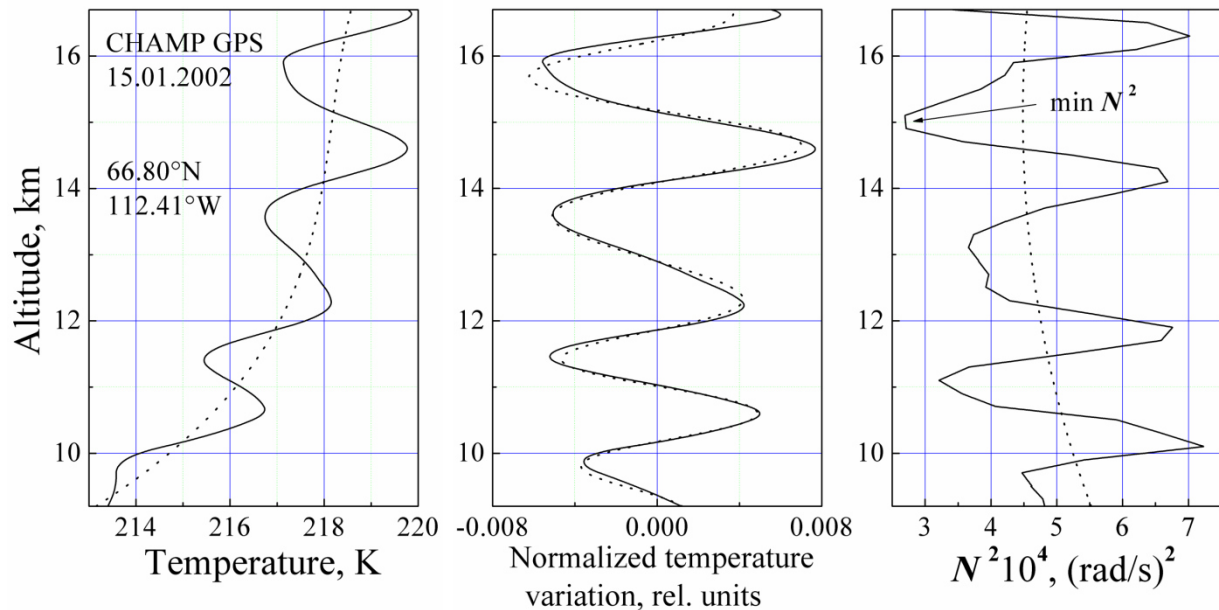 CHAMP GPS
15.01.2002
66.80°N
112.41°W
Altitude, km
16
14
12
10
214 216 218 220
Temperature, K
-0.008 0.000 0.008
Normalized temperature
variation, rel. units
min N²
3 4 5 6 7
N²10⁴, (rad/s)²